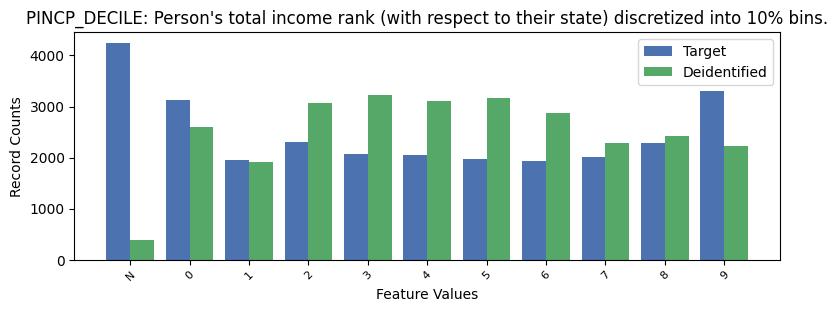 PINCP_DECILE: Person's total income rank (with respect to their state) discretized into 10% bins.
Target
Deidentified
Record Counts
4000
3000
2000
1000
0
N 0 1 2 3 4 5 6 7 8 9
Feature Values